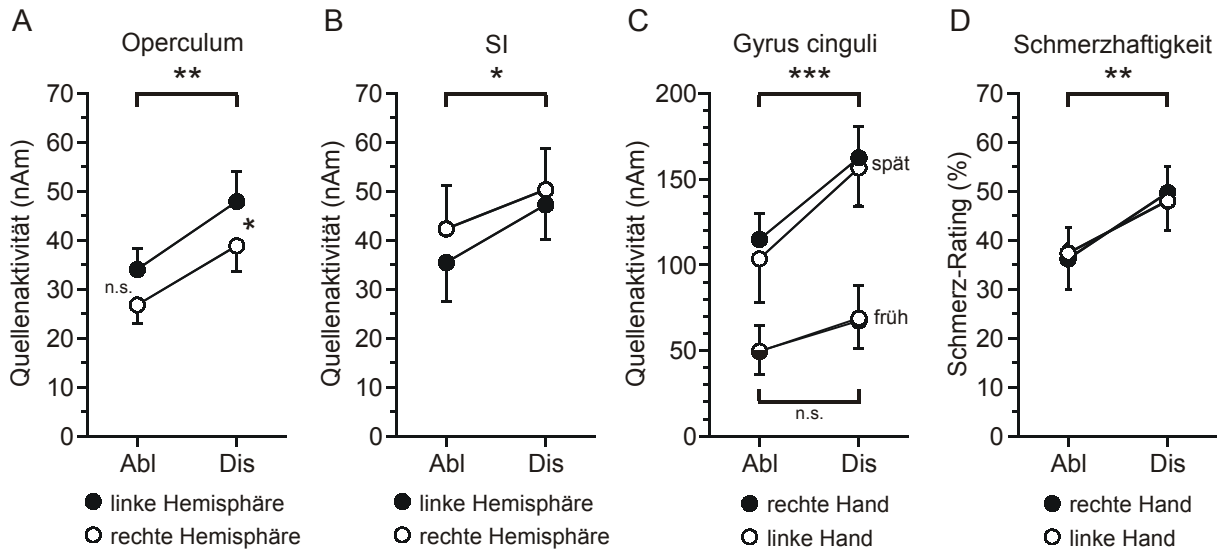 A
Operculum
**
Quellenaktivität (nAm)
70
60
50
40
30
20
10
0
n.s.
*
Abl Dis
linke Hemisphäre
rechte Hemisphäre
B
SI
*
Quellenaktivität (nAm)
70
60
50
40
30
20
10
0
Abl Dis
linke Hemisphäre
rechte Hemisphäre
C
Gyrus cinguli
***
Quellenaktivität (nAm)
200
150
100
50
0
spät
früh
n.s.
Abl Dis
rechte Hand
linke Hand
D
Schmerzhaftigkeit
**
Schmerz-Rating (%)
70
60
50
40
30
20
10
0
Abl Dis
rechte Hand
linke Hand